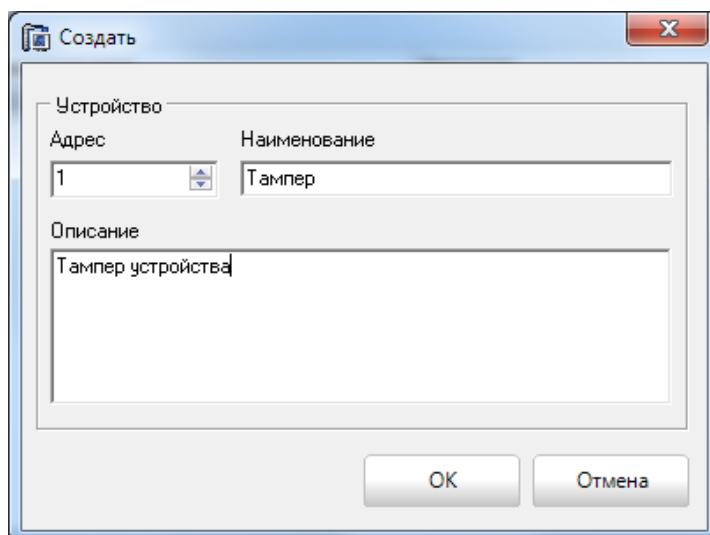 Создать
Устройство
Адрес
Наименование
1
Тампер
Описание
Тампер устройства
OK
Отмена